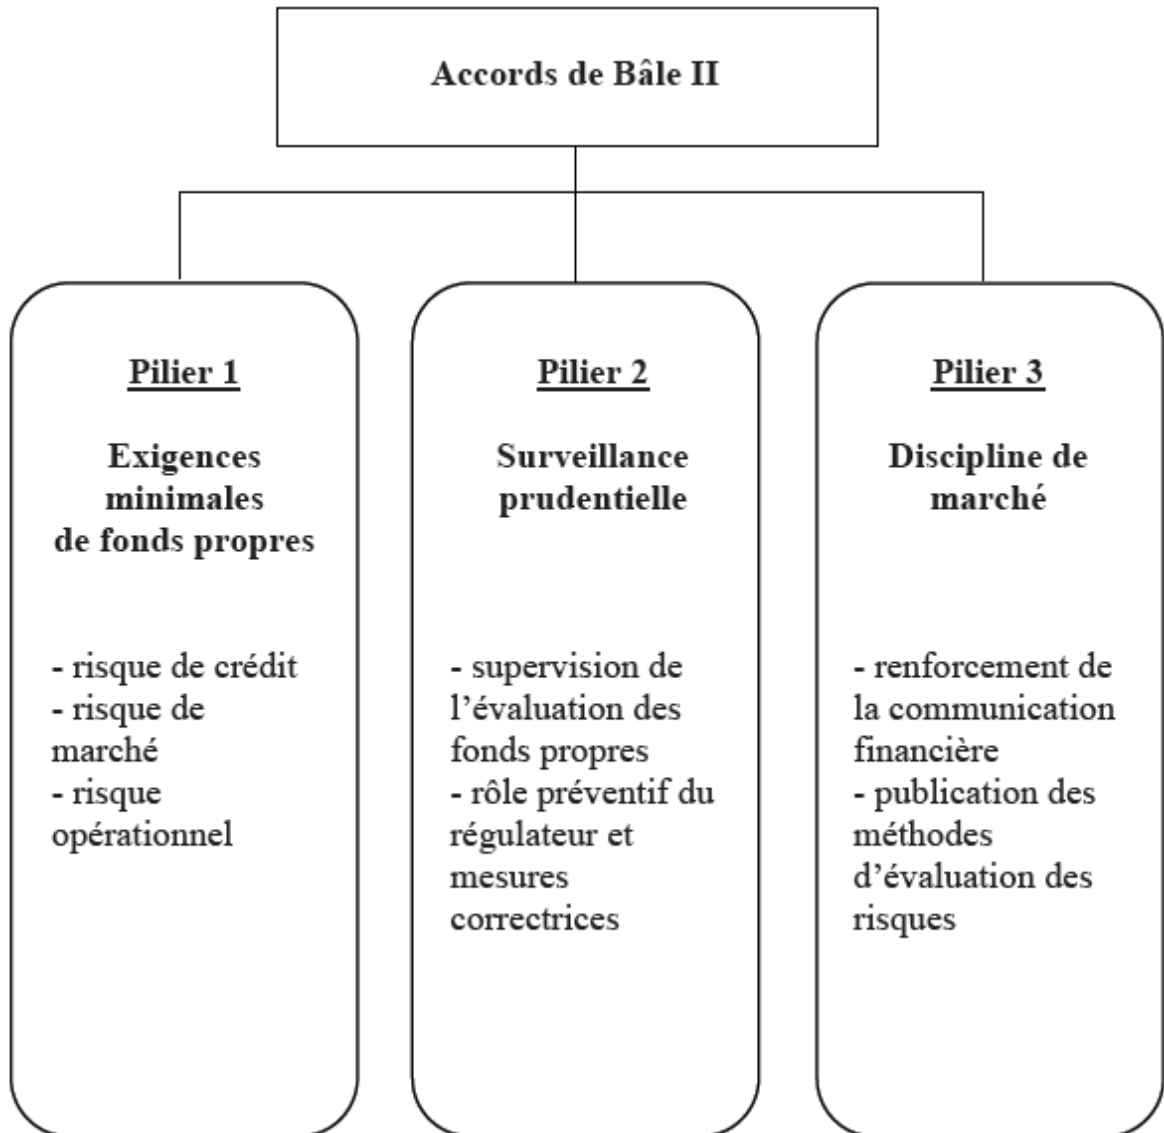 Accords de Bâle II
Pilier 1
Exigences
minimales
de fonds propres
- risque de crédit
- risque de
marché
- risque
opérationnel
Pilier 2
Surveillance
prudentielle
- supervision de
l’évaluation des
fonds propres
- rôle préventif du
régulateur et
mesures
correctrices
Pilier 3
Discipline de
marché
- renforcement de
la communication
financière
- publication des
méthodes
d’évaluation des
risques